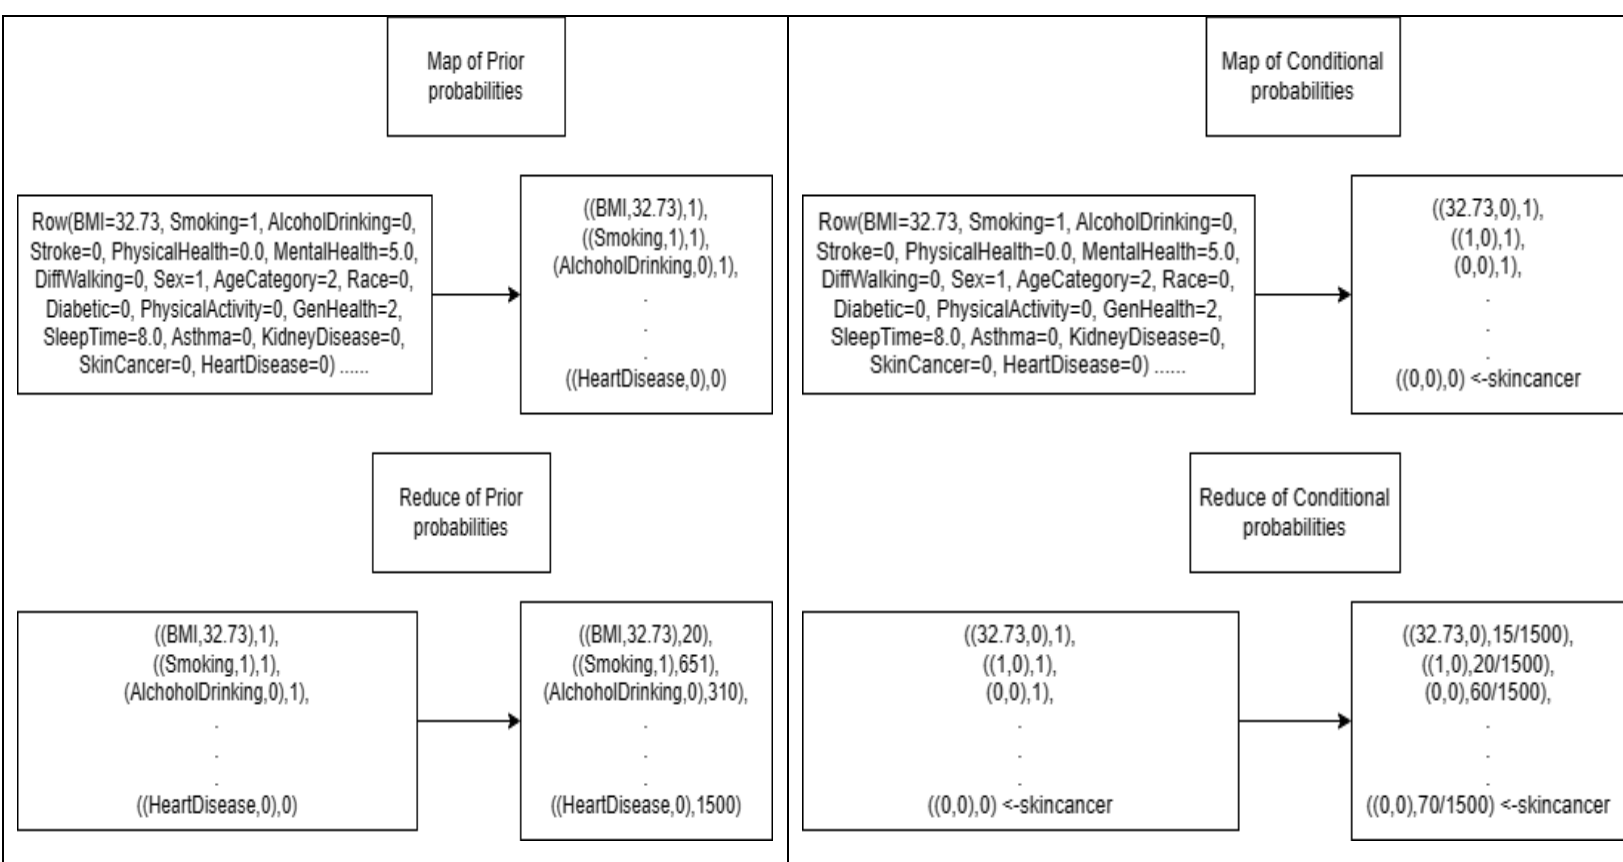 Map of Prior
probabilities
Row(BMI=32.73, Smoking=1, AlcoholDrinking=0,
Stroke=0, PhysicalHealth=0.0, MentalHealth=5.0,
DiffWalking=0, Sex=1, AgeCategory=2, Race=0,
Diabetic=0, PhysicalActivity=0, GenHealth=2,
SleepTime=8.0, Asthma=0, KidneyDisease=0,
SkinCancer=0, HeartDisease=0) ......
((BMI,32.73),1),
((Smoking,1),1),
(AlchoholDrinking,0),1),
.
.
.
((HeartDisease,0),0)
Reduce of Prior
probabilities
((BMI,32.73),1),
((Smoking,1),1),
(AlchoholDrinking,0),1),
.
.
.
((HeartDisease,0),0)
((BMI,32.73),20),
((Smoking,1),651),
(AlchoholDrinking,0),310),
.
.
.
((HeartDisease,0),1500)
Map of Conditional
probabilities
Row(BMI=32.73, Smoking=1, AlcoholDrinking=0,
Stroke=0, PhysicalHealth=0.0, MentalHealth=5.0,
DiffWalking=0, Sex=1, AgeCategory=2, Race=0,
Diabetic=0, PhysicalActivity=0, GenHealth=2,
SleepTime=8.0, Asthma=0, KidneyDisease=0,
SkinCancer=0, HeartDisease=0) ......
((32.73,0),1),
((1,0),1),
(0,0),1),
.
.
.
((0,0),0) <-skincancer
Reduce of Conditional
probabilities
((32.73,0),1),
((1,0),1),
(0,0),1),
.
.
.
((0,0),0) <-skincancer
((32.73,0),15/1500),
((1,0),20/1500),
(0,0),60/1500),
.
.
.
((0,0),70/1500) <-skincancer